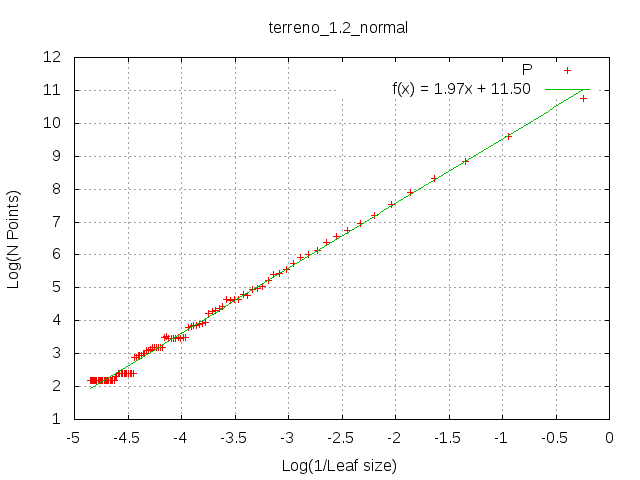 terreno_1.2_normal
12
11
10
9
8
7
6
5
4
3
2
1
Log(N Points)
P
f(x) = 1.97x + 11.50
-5 -4.5 -4 -3.5 -3 -2.5 -2 -1.5 -1 -0.5 0
Log(1/Leaf size)